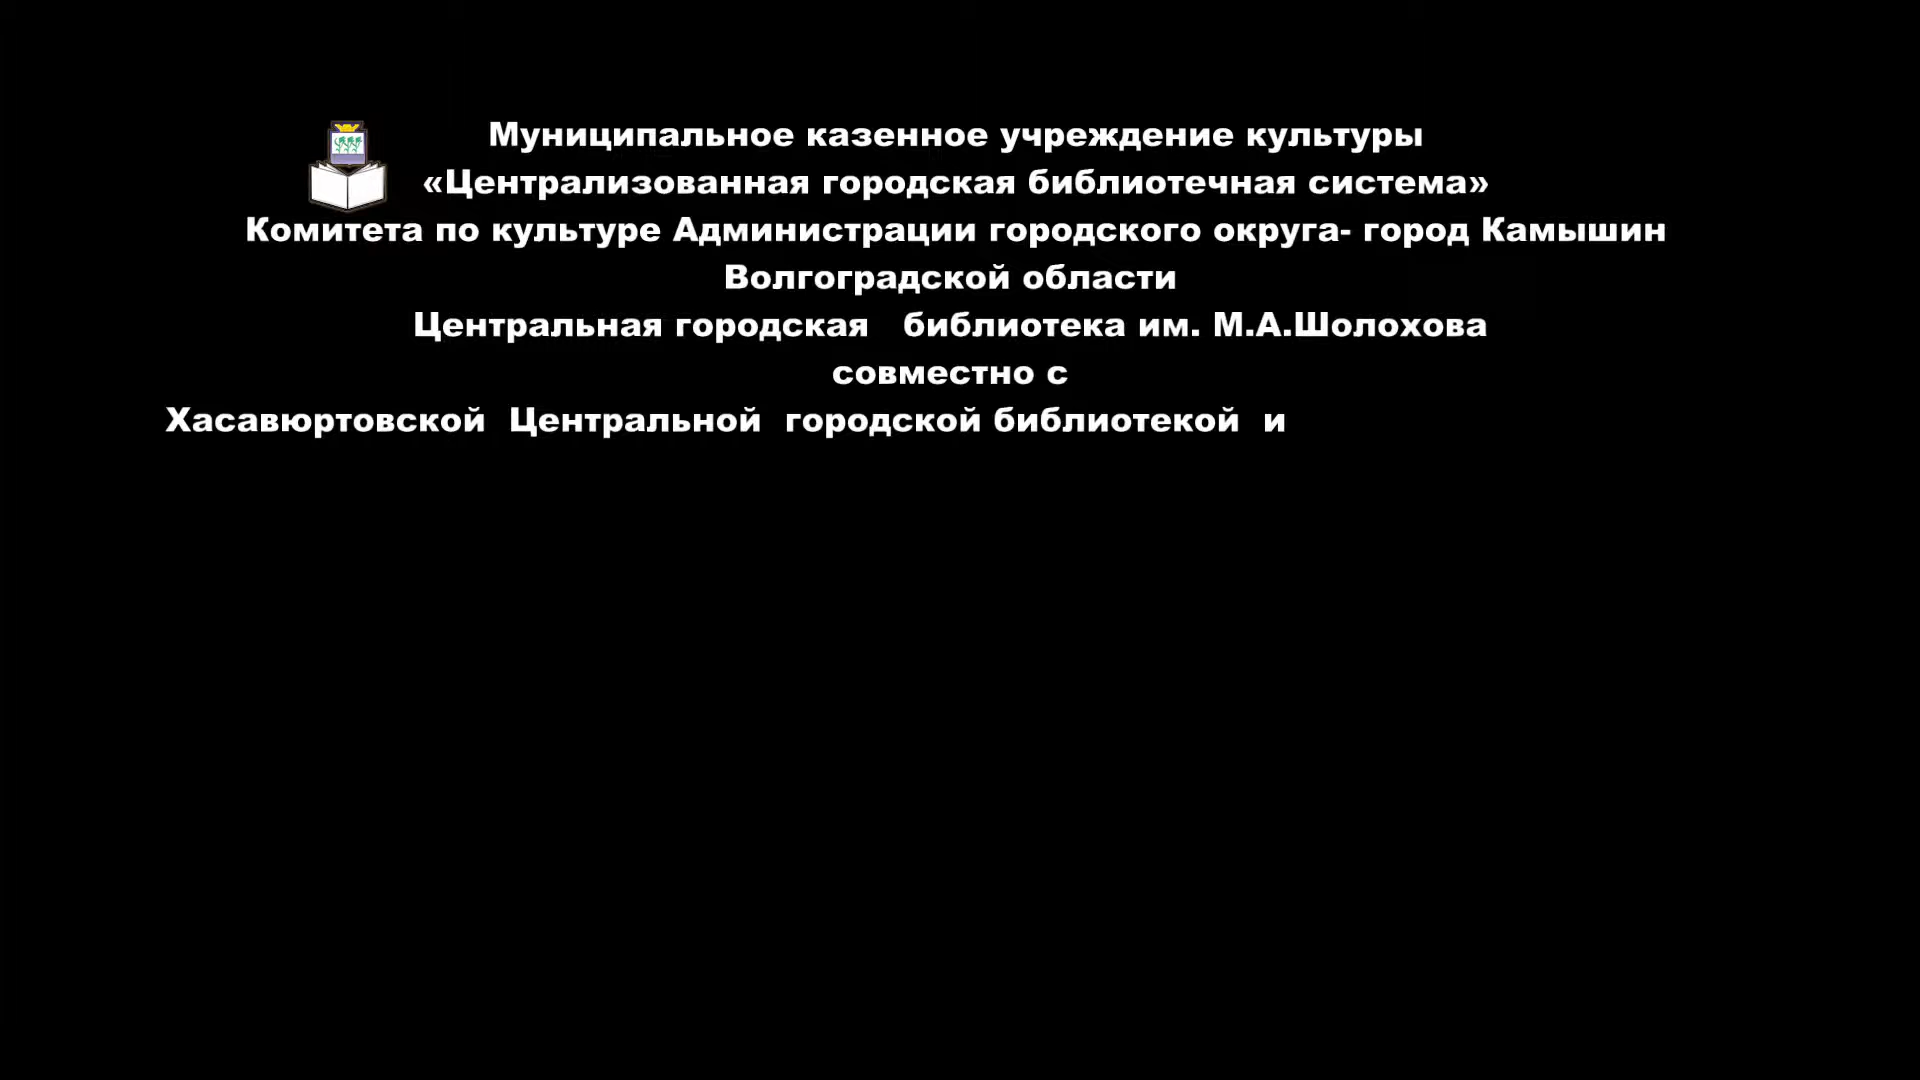 Муниципальное казенное учреждение культуры
«Централизованная городская библиотечная система»
Комитета по культуре Администрации городского округа- город Камышин
Волгоградской области
Центральная городская библиотека им. М.А.Шолохова
совместно с
Хасавюртовской Центральной городской библиотекой и